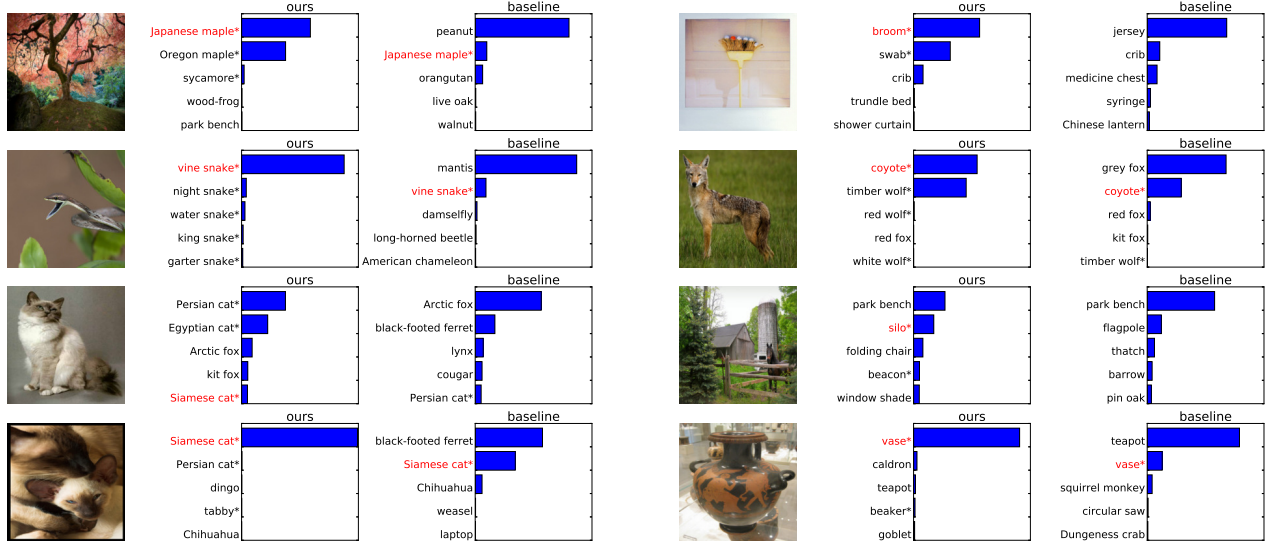 ours
Japanese maple*
Oregon maple*
sycamore*
wood-frog
park bench
baseline
peanut
Japanese maple*
orangutan
live oak
walnut
ours
broom*
swab*
crib
trundle bed
shower curtain
baseline
jersey
crib
medicine chest
syringe
Chinese lantern
ours
vine snake*
night snake*
water snake*
king snake*
garter snake*
baseline
mantis
vine snake*
damselfly
long-horned beetle
American chameleon
ours
coyote*
timber wolf*
red wolf*
red fox
white wolf*
baseline
grey fox
coyote*
red fox
kit fox
timber wolf*
ours
Persian cat*
Egyptian cat*
Arctic fox
kit fox
Siamese cat*
baseline
Arctic fox
black-footed ferret
lynx
cougar
Persian cat*
ours
park bench
silo*
folding chair
beacon*
window shade
baseline
park bench
flagpole
thatch
barrow
pin oak
ours
Siamese cat*
Persian cat*
dingo
tabby*
Chihuahua
baseline
black-footed ferret
Siamese cat*
Chihuahua
weasel
laptop
ours
vase*
caldron
teapot
beaker*
goblet
baseline
teapot
vase*
squirrel monkey
circular saw
Dungeness crab